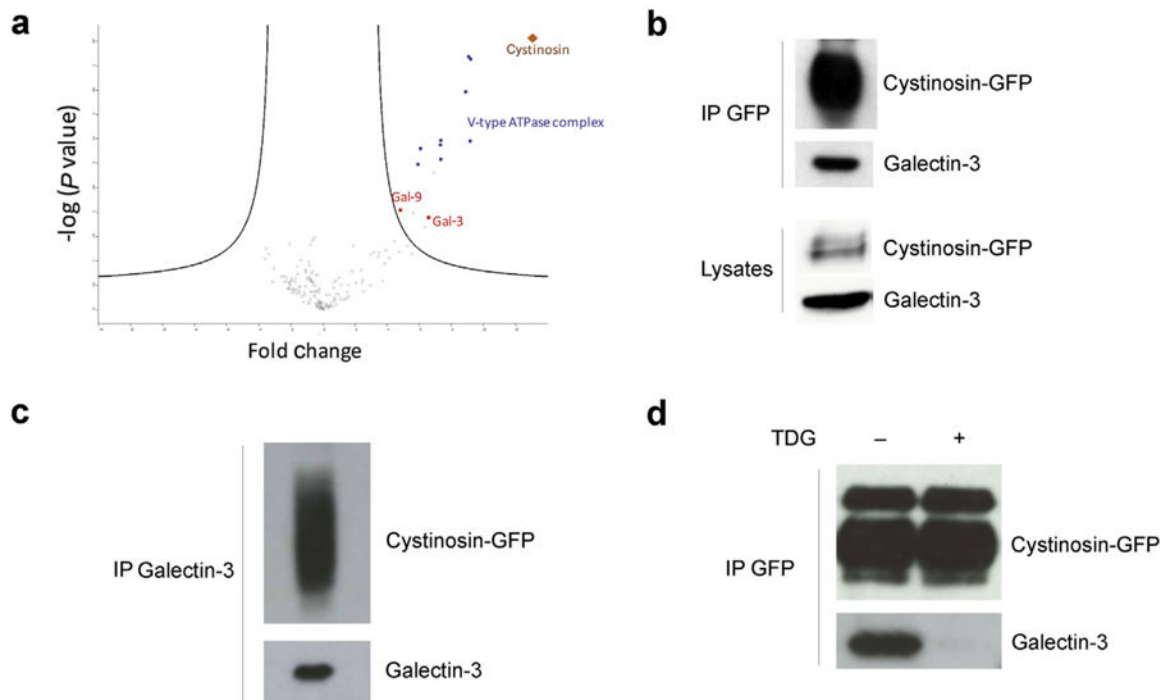 a
Cystinosin
V-type ATPase complex
Gal-9
Gal-3
-log (P value)
Fold Change
b
IP GFP
Cystinosin-GFP
Galectin-3
Lysates
Cystinosin-GFP
Galectin-3
c
IP Galectin-3
Cystinosin-GFP
Galectin-3
d
TDG – +
IP GFP
Cystinosin-GFP
Galectin-3